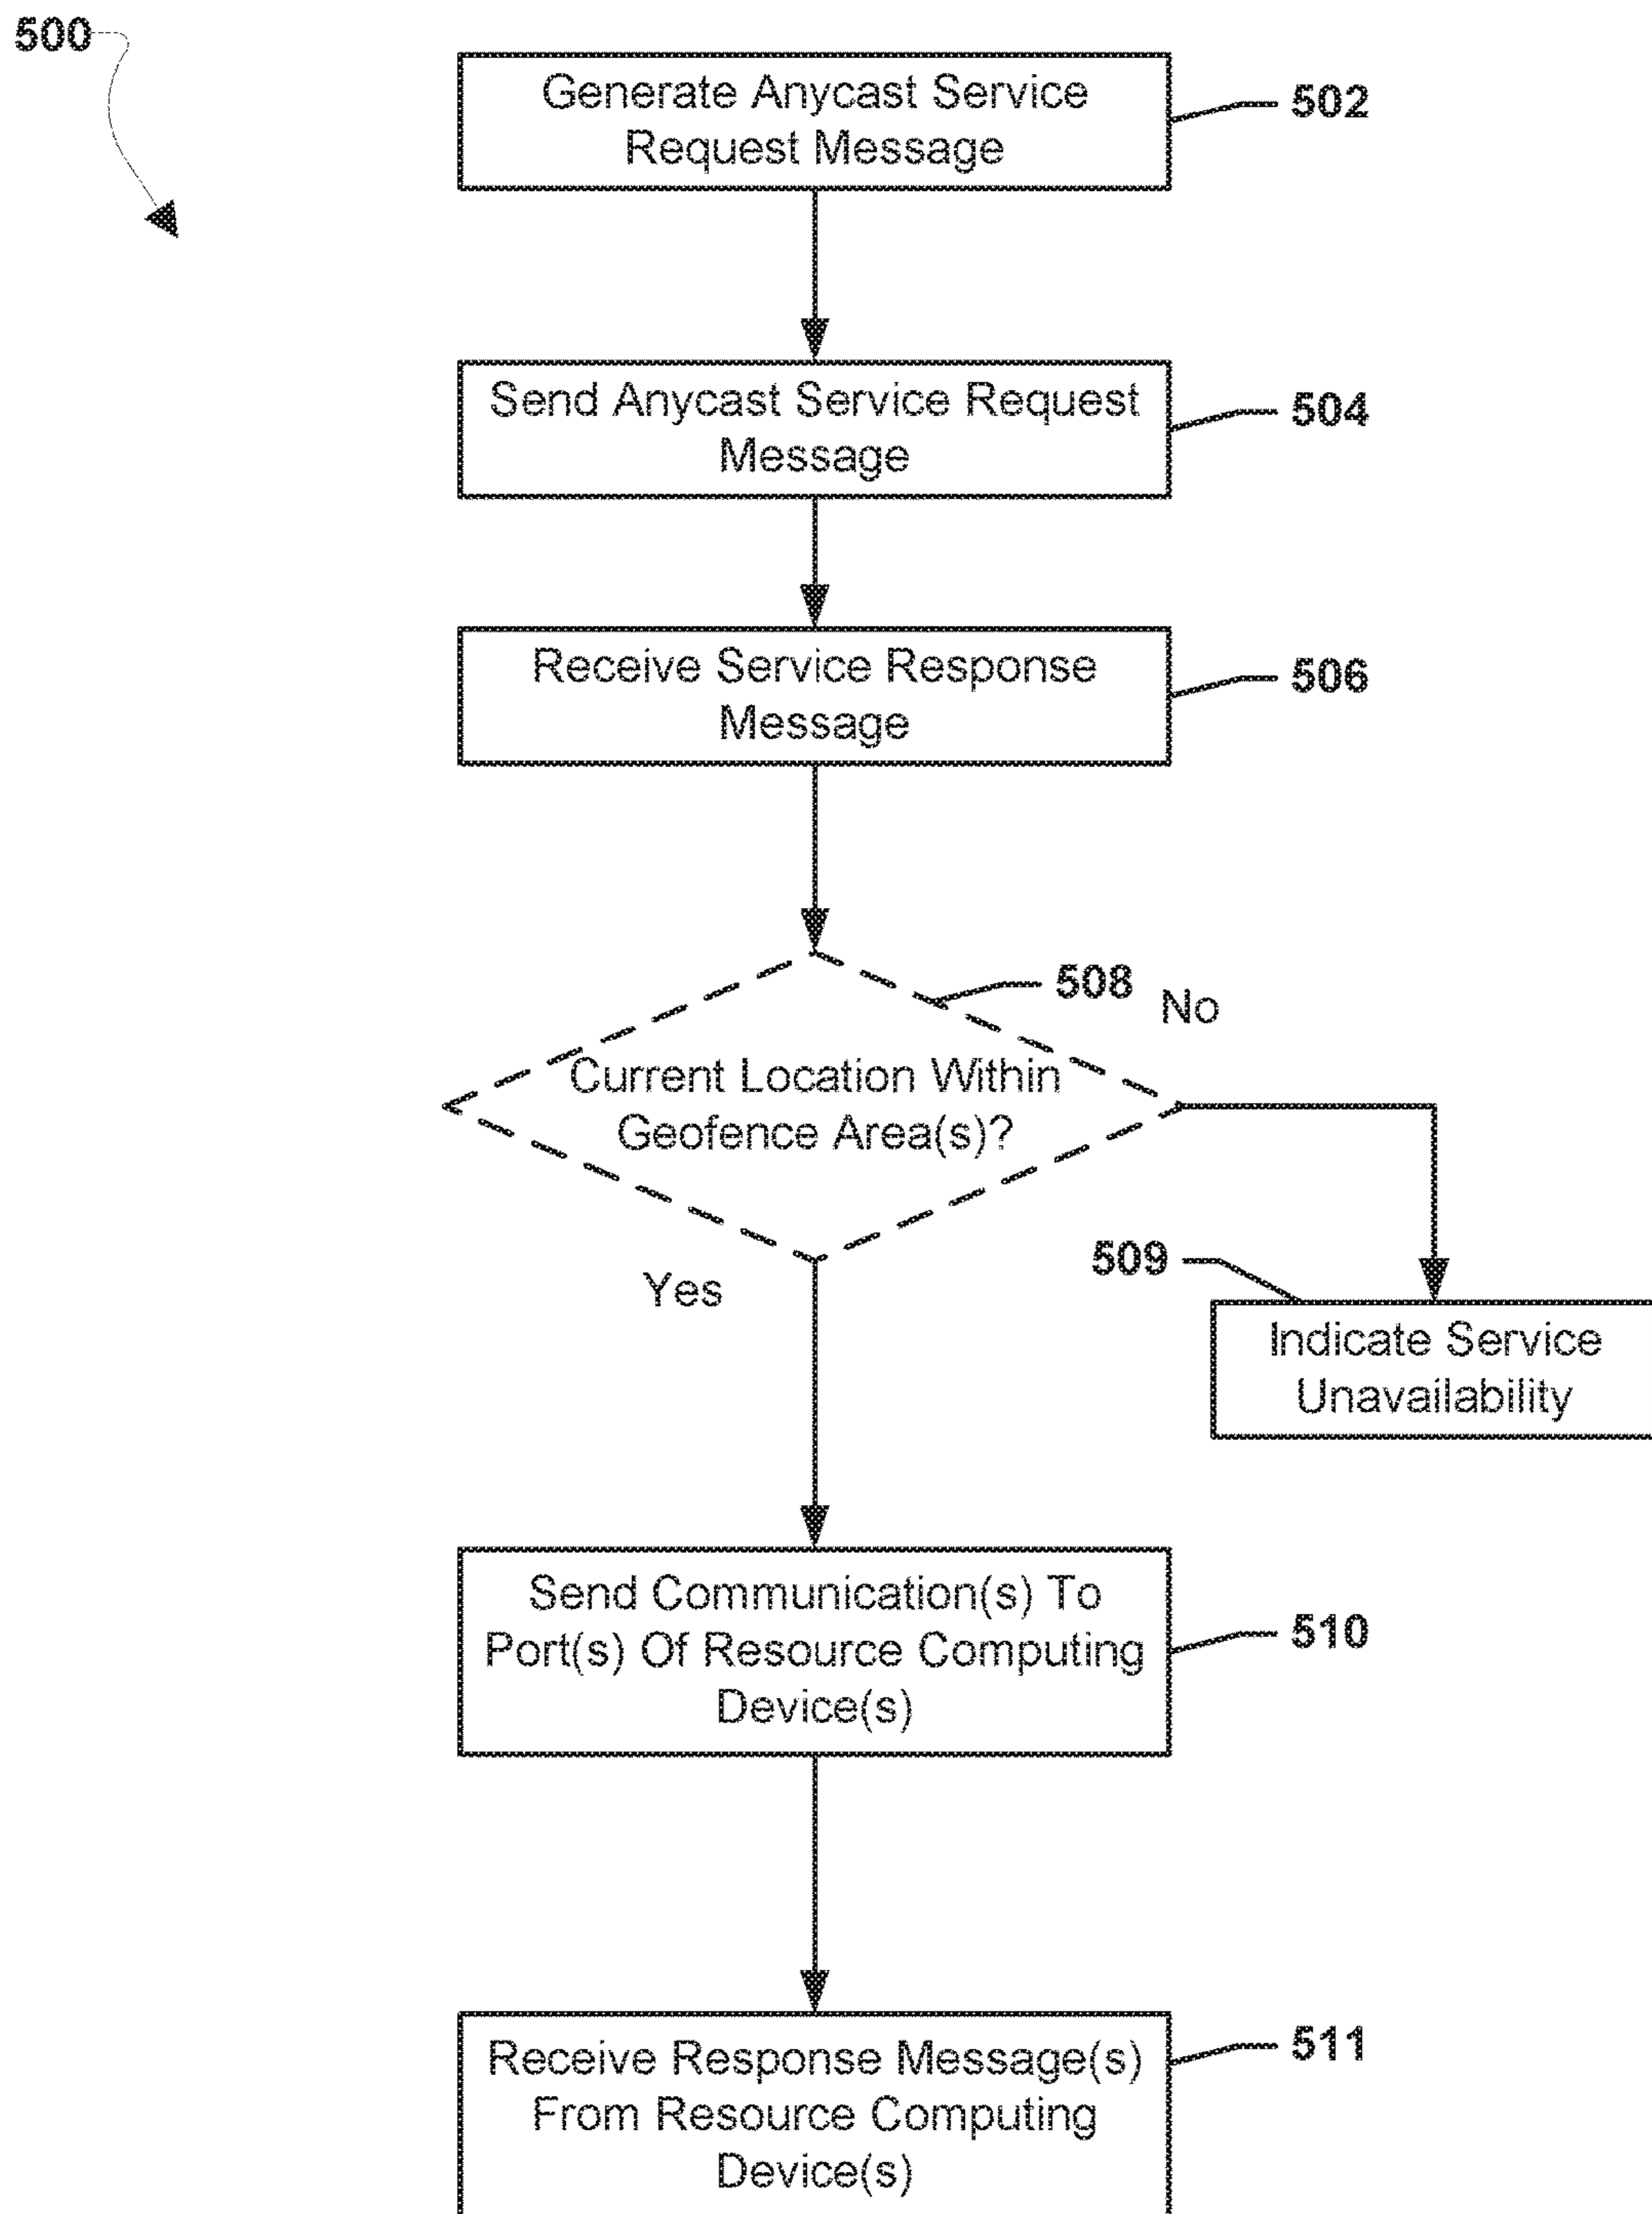 500
Generate Anycast Service
Request Message
502
Send Anycast Service Request
Message
504
Receive Service Response
Message
506
508
No
Current Location Within
Geofence Area(s)?
Yes
509
Indicate Service
Unavailability
Send Communication(s) To
Port(s) Of Resource Computing
Device(s)
510
Receive Response Message(s)
From Resource Computing
Device(s)
511